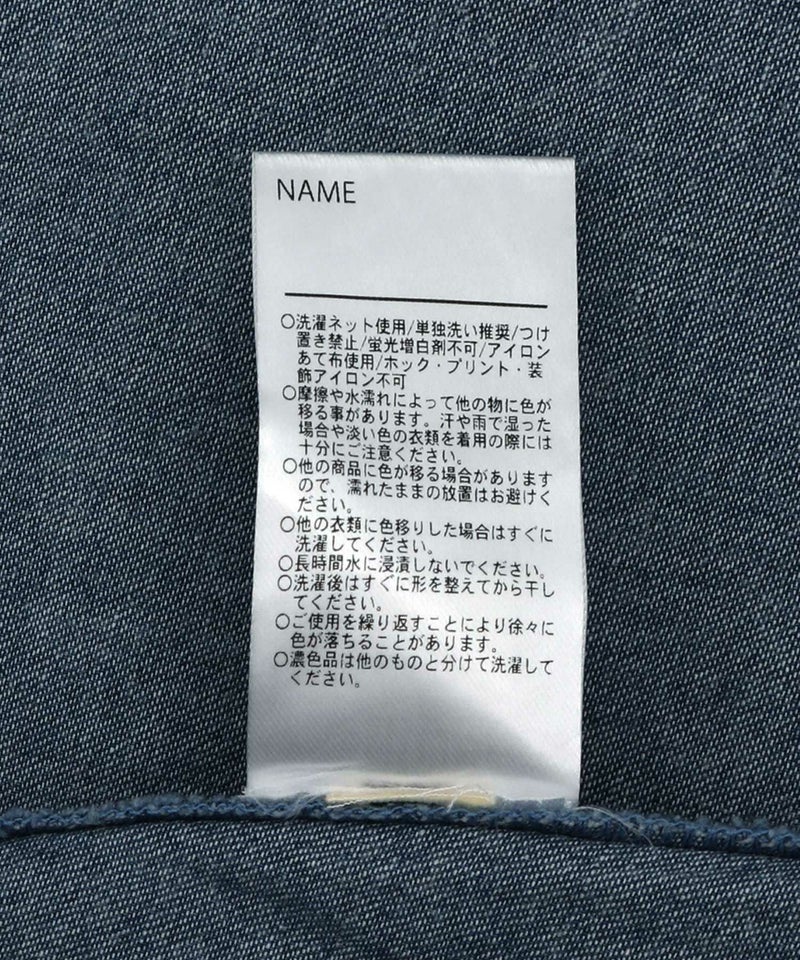 NAME
○洗濯ネット使用/単独洗い推奨/つけ
置き禁止/蛍光増白剤不可/アイロン
あて布使用/ホック・プリント・装
飾アイロン不可
○摩擦や水濡れによって他の物に色が
移る事があります。汗や雨で湿った
場合や淡い色の衣類を着用の際には
十分にご注意ください。
○他の商品に色が移る場合があります
ので、濡れたままの放置はお避けく
ださい。
○他の衣類に色移りした場合はすぐに
洗濯してください。
○長時間水に浸漬しないでください。
○洗濯後はすぐに形を整えてから干し
てください。
○ご使用を繰り返すことにより徐々に
色が落ちることがあります。
○濃色品は他のものと分けて洗濯して
ください。